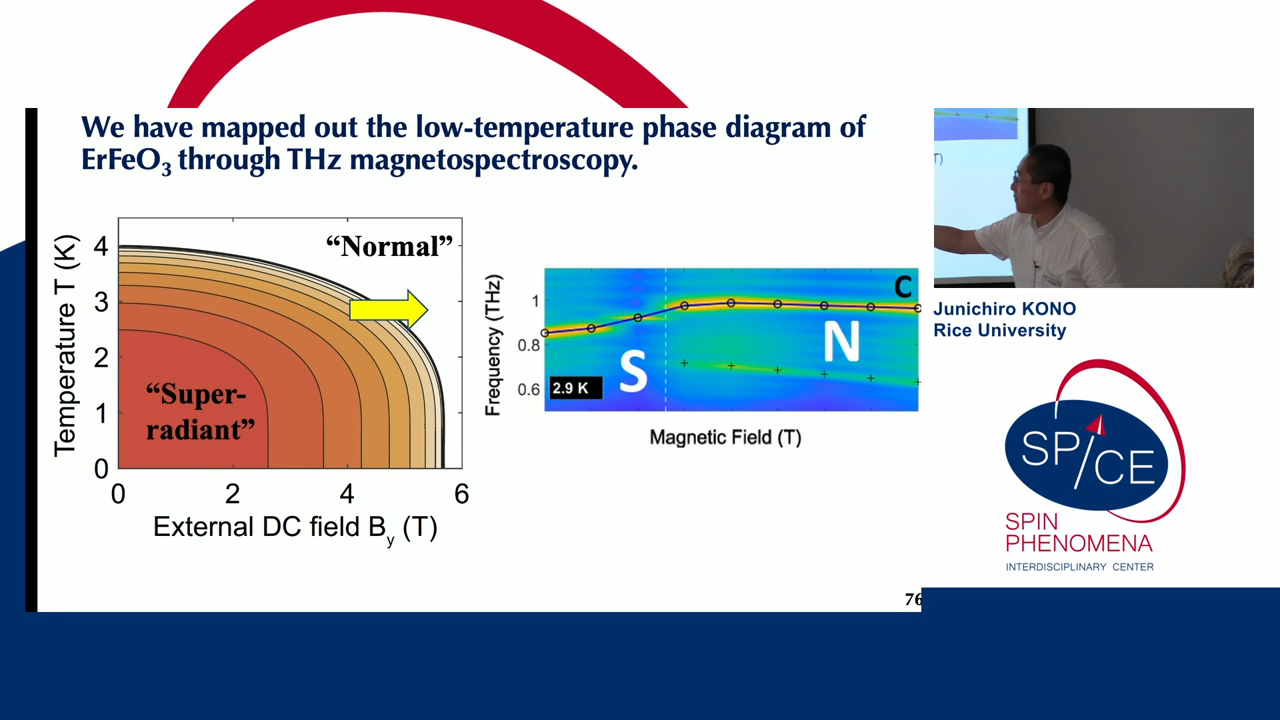 We have mapped out the low-temperature phase diagram of
ErFeO3 through THz magnetospectroscopy.
Temperature T (K)
4
3
2
1
0
"Normal"
"Super-
radiant"
0 2 4 6
External DC field By (T)
Frequency (THz)
1
0.8
0.6
C
S
N
2.9 K
Magnetic Field (T)
76
T)
Junichiro KONO
Rice University
SPICE
SPIN
PHENOMENA
INTERDISCIPLINARY CENTER